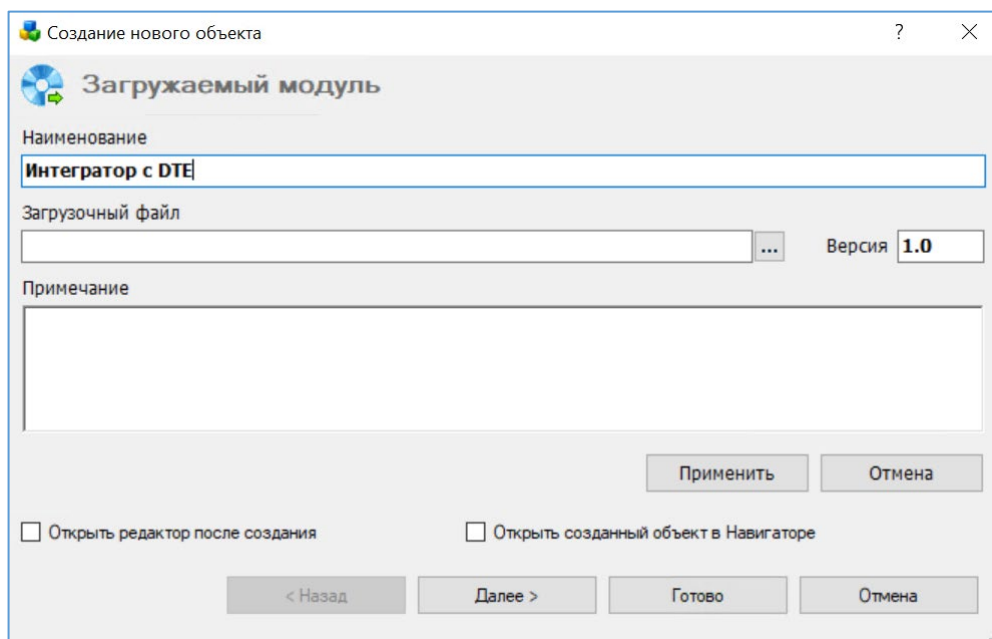 Создание нового объекта ?
Загружаемый модуль
Наименование
Интегратор с DTE
Загрузочный файл
... Версия 1.0
Примечание
Применить Отмена
Открыть редактор после создания Открыть созданный объект в Навигаторе
< Назад Далее > Готово Отмена